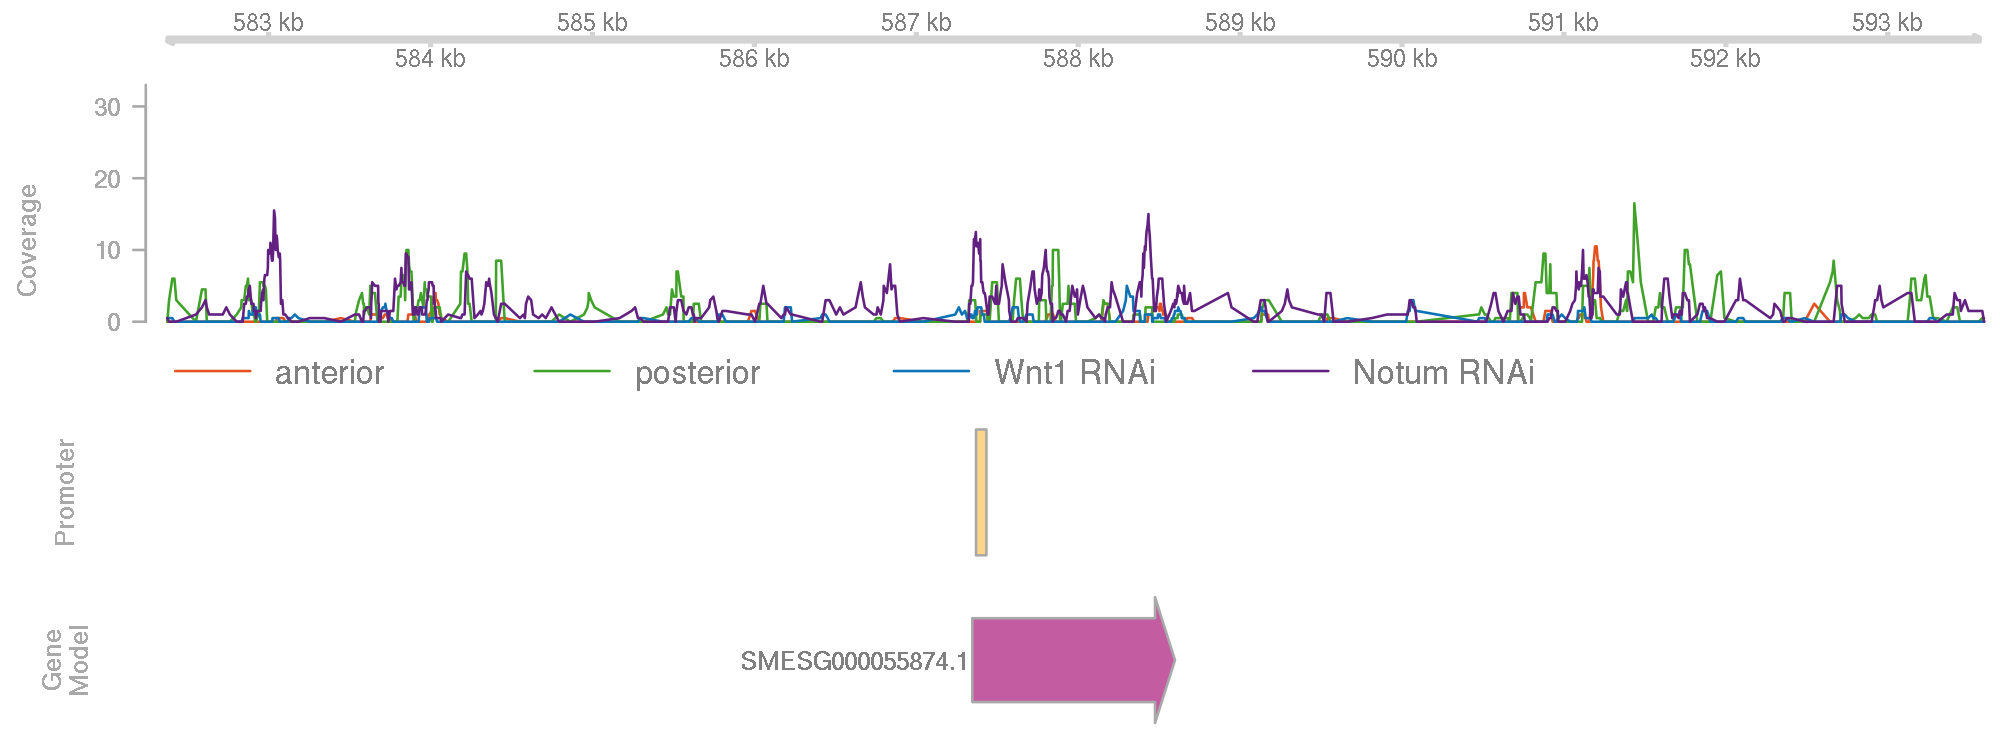 583 kb 585 kb 587 kb 589 kb 591 kb 593 kb
584 kb 586 kb 588 kb 590 kb 592 kb
30
20
10
0
Coverage
anterior posterior Wnt1 RNAi Notum RNAi
Promoter
Gene
Model
SMESG000055874.1